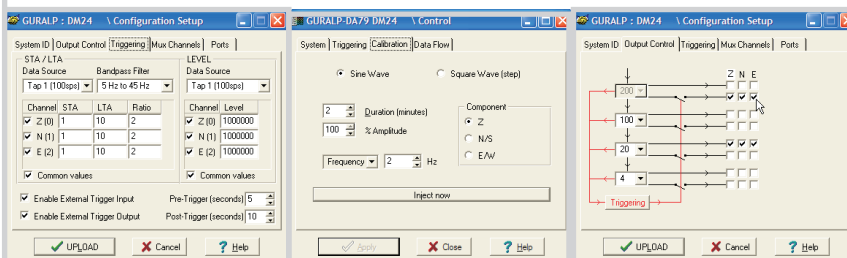 GURALP : DM24 \ Configuration Setup
System ID Output Control Triggering Mux Channels Ports
STA / LTA
Data Source Bandpass Filter
Tap 1 (100sps) 5 Hz to 45 Hz
Channel STA LTA Ratio
Z (0) 1 10 2
N (1) 1 10 2
E (2) 1 10 2
Common values
LEVEL
Data Source
Tap 1 (100sps)
Channel Level
Z (0) 1000000
N (1) 1000000
E (2) 1000000
Common values
Enable External Trigger Input Pre-Trigger (seconds) 5
Enable External Trigger Output Post-Trigger (seconds) 10
UPLOAD Cancel Help
GURALP-DA79 DM24 \ Control
System Triggering Calibration Data Flow
Sine Wave Square Wave (step)
2 Duration (minutes)
100 % Amplitude
Component
Z
N/S
E/W
Frequency 2 Hz
Inject now
Apply Close Help
GURALP : DM24 \ Configuration Setup
System ID Output Control Triggering Mux Channels Ports
Z N E
200
100
20
4
Triggering
UPLOAD Cancel Help